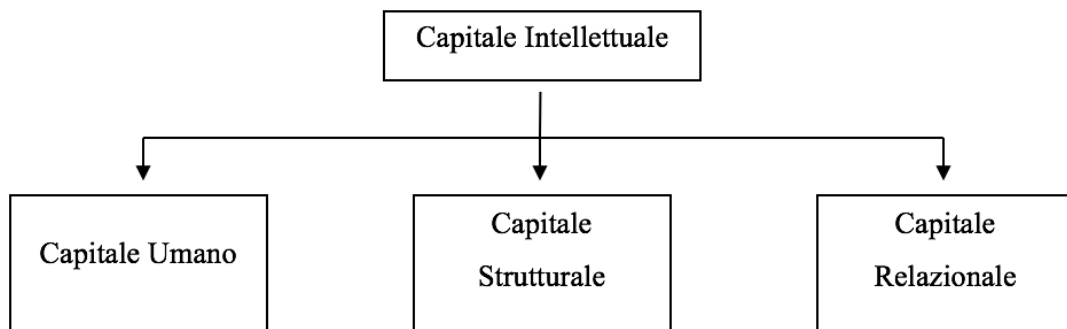 Capitale Intellettuale
Capitale Umano
Capitale
Strutturale
Capitale
Relazionale